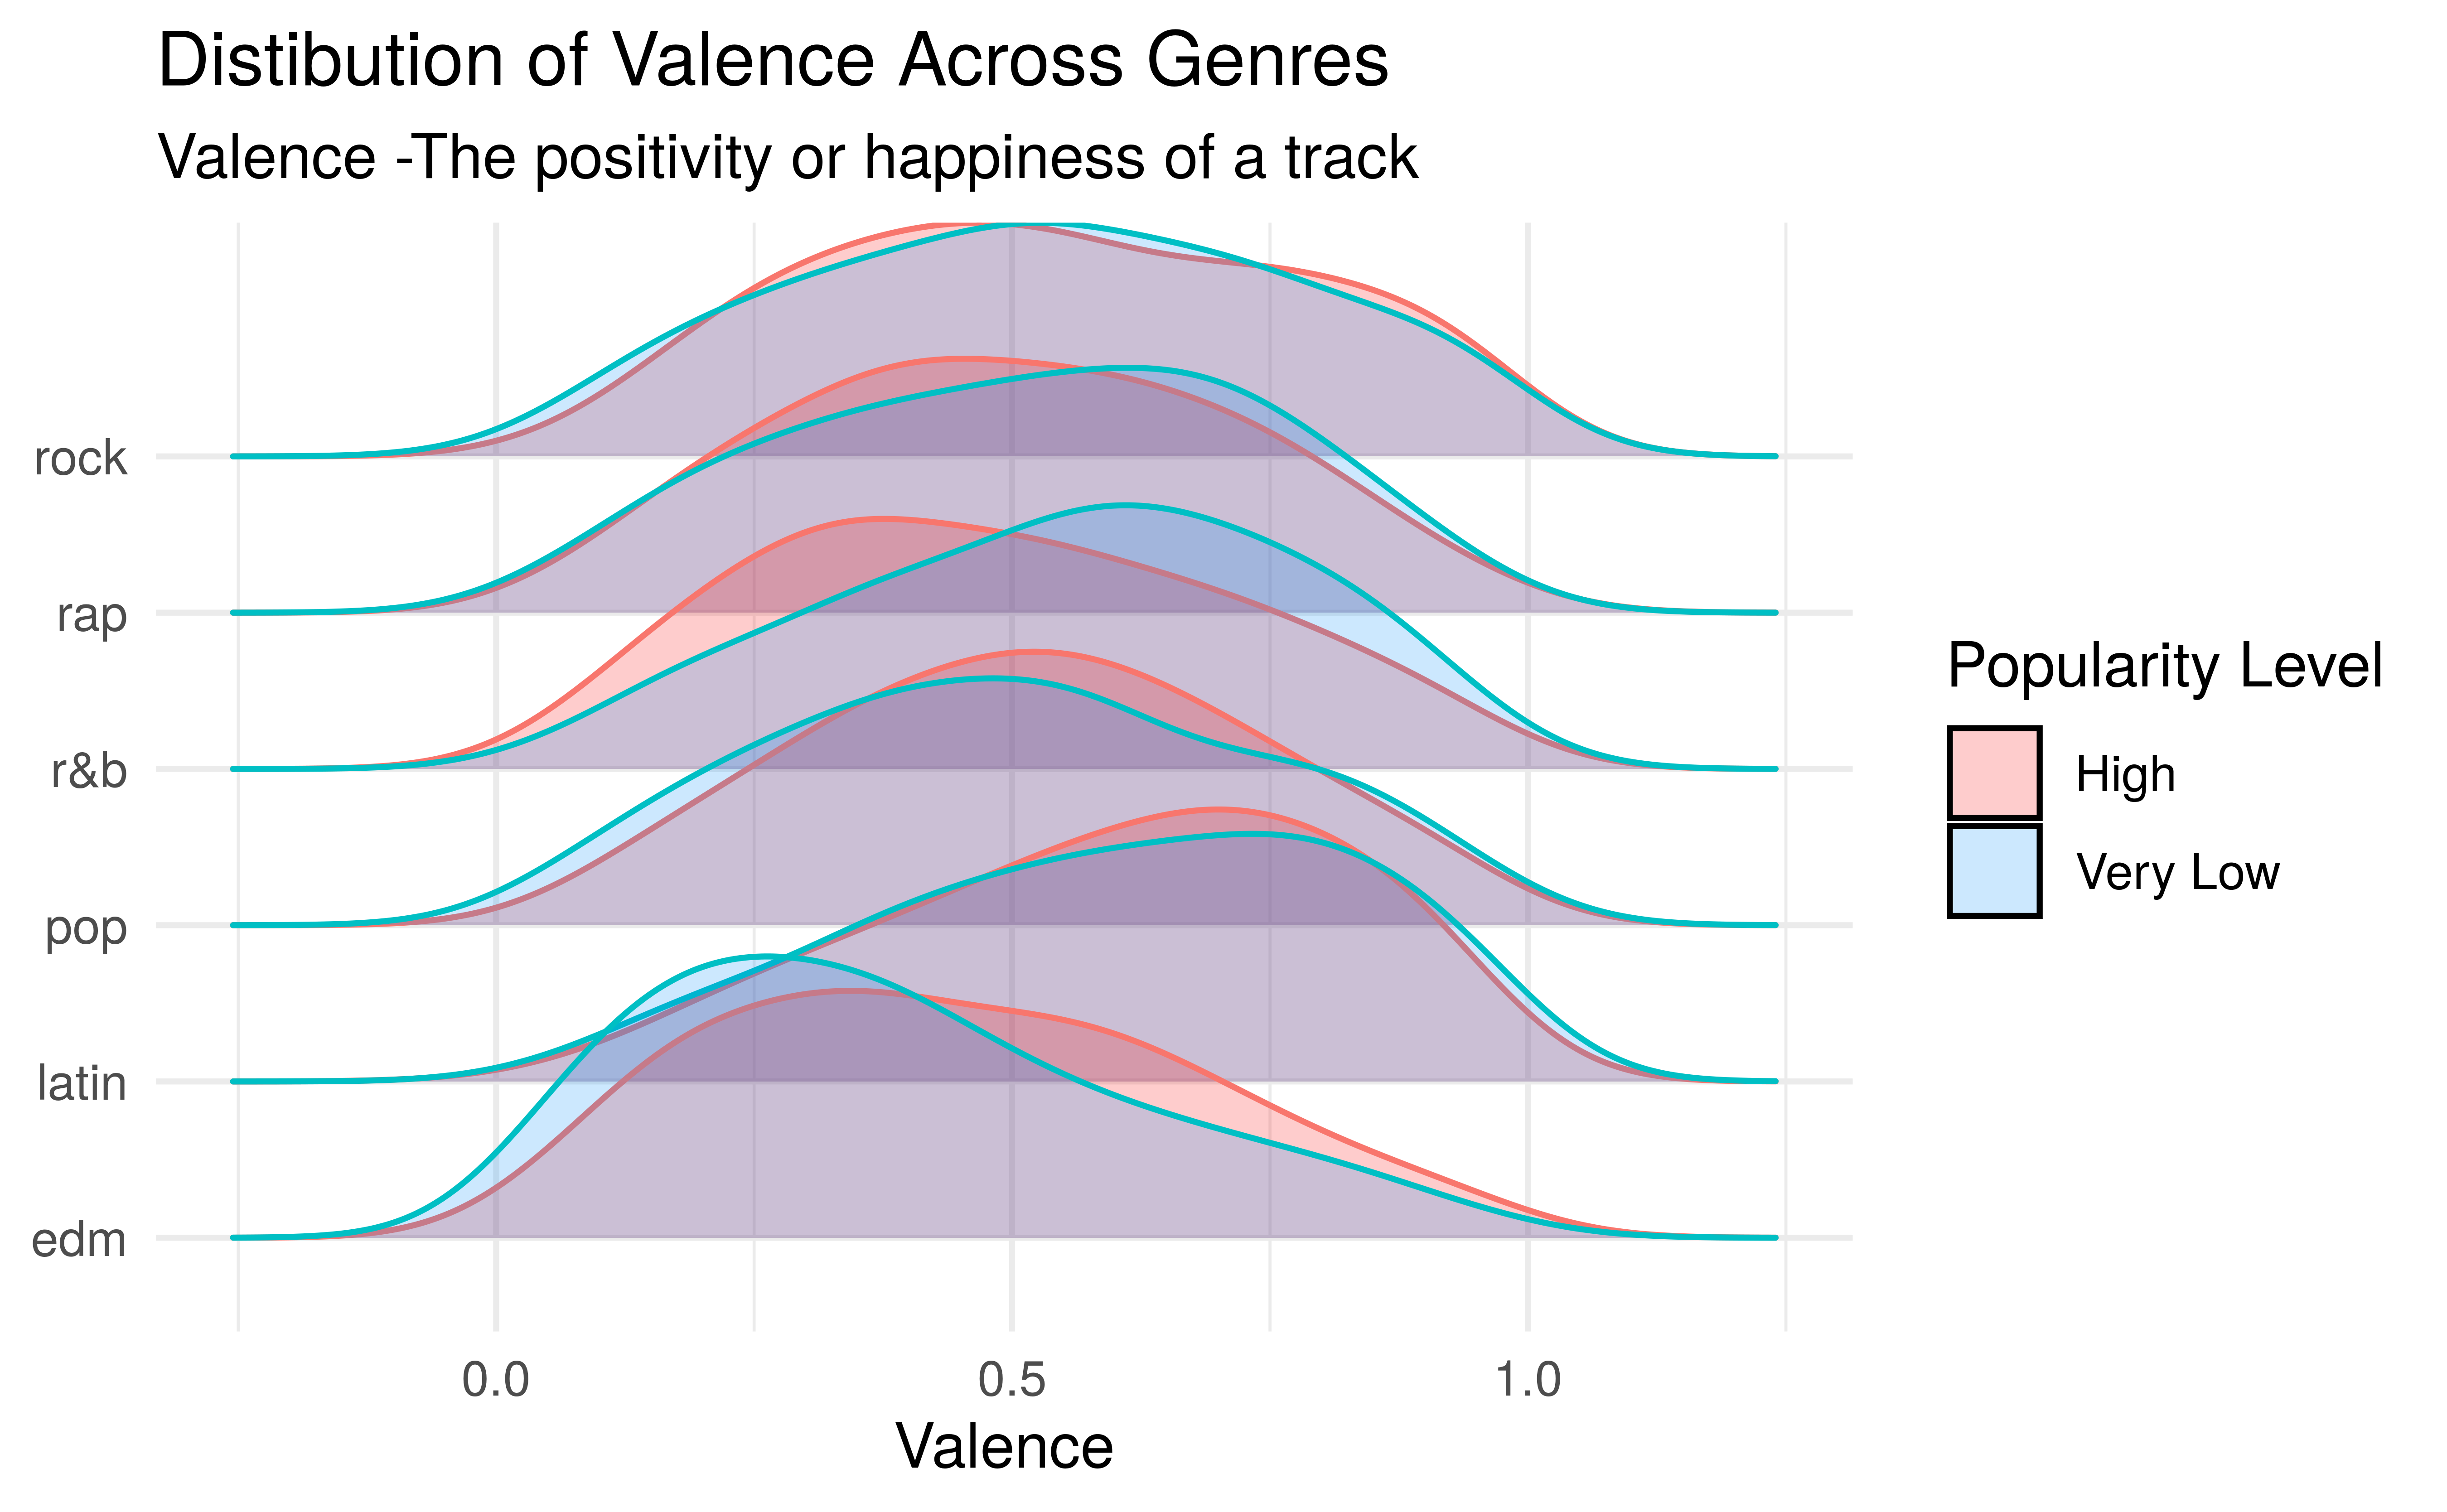 Distibution of Valence Across Genres
Valence -The positivity or happiness of a track
rock
rap
r&b
pop
latin
edm
0.0
0.5
1.0
Valence
Popularity Level
High
Very Low